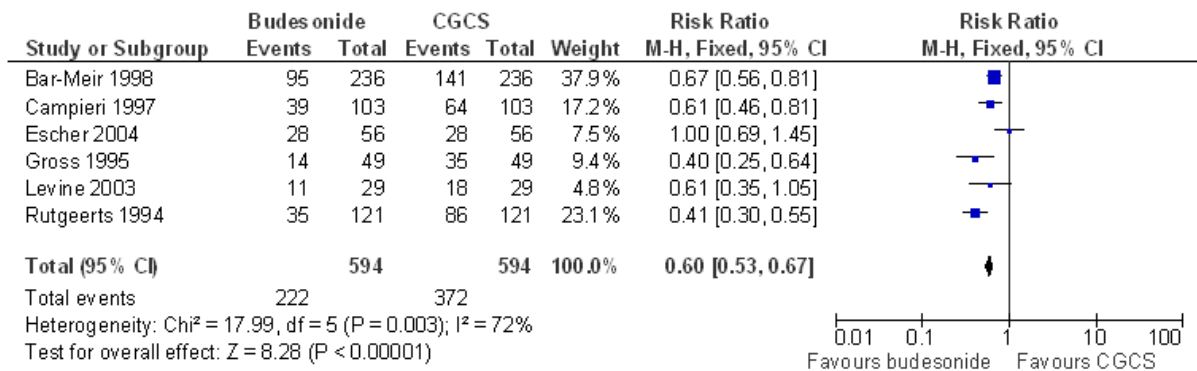 Budesonide CGCS Risk Ratio Risk Ratio
Study or Subgroup Events Total Events Total Weight M-H, Fixed, 95% CI M-H, Fixed, 95% CI
Bar-Meir 1998 95 236 141 236 37.9% 0.67 [0.56, 0.81]
Campieri 1997 39 103 64 103 17.2% 0.61 [0.46, 0.81]
Escher 2004 28 56 28 56 7.5% 1.00 [0.69, 1.45]
Gross 1995 14 49 35 49 9.4% 0.40 [0.25, 0.64]
Levine 2003 11 29 18 29 4.8% 0.61 [0.35, 1.05]
Rutgeerts 1994 35 121 86 121 23.1% 0.41 [0.30, 0.55]
Total (95% CI) 594 594 100.0% 0.60 [0.53, 0.67]
Total events 222 372
Heterogeneity: Chi² = 17.99, df = 5 (P = 0.003); I² = 72%
Test for overall effect: Z = 8.28 (P < 0.00001)
0.01 0.1 1 10 100
Favours budesonide Favours CGCS